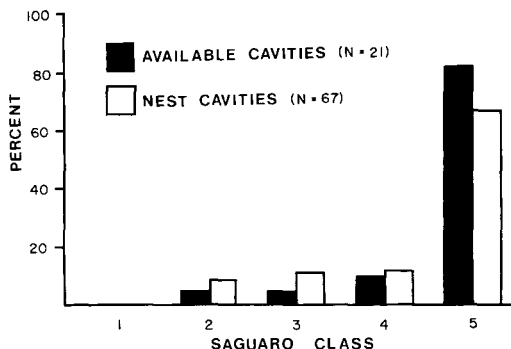 100
AVAILABLE CAVITIES (N=21)
80
NEST CAVITIES (N=67)
60
PERCENT
40
20
1 2 3 4 5
SAGUARO CLASS